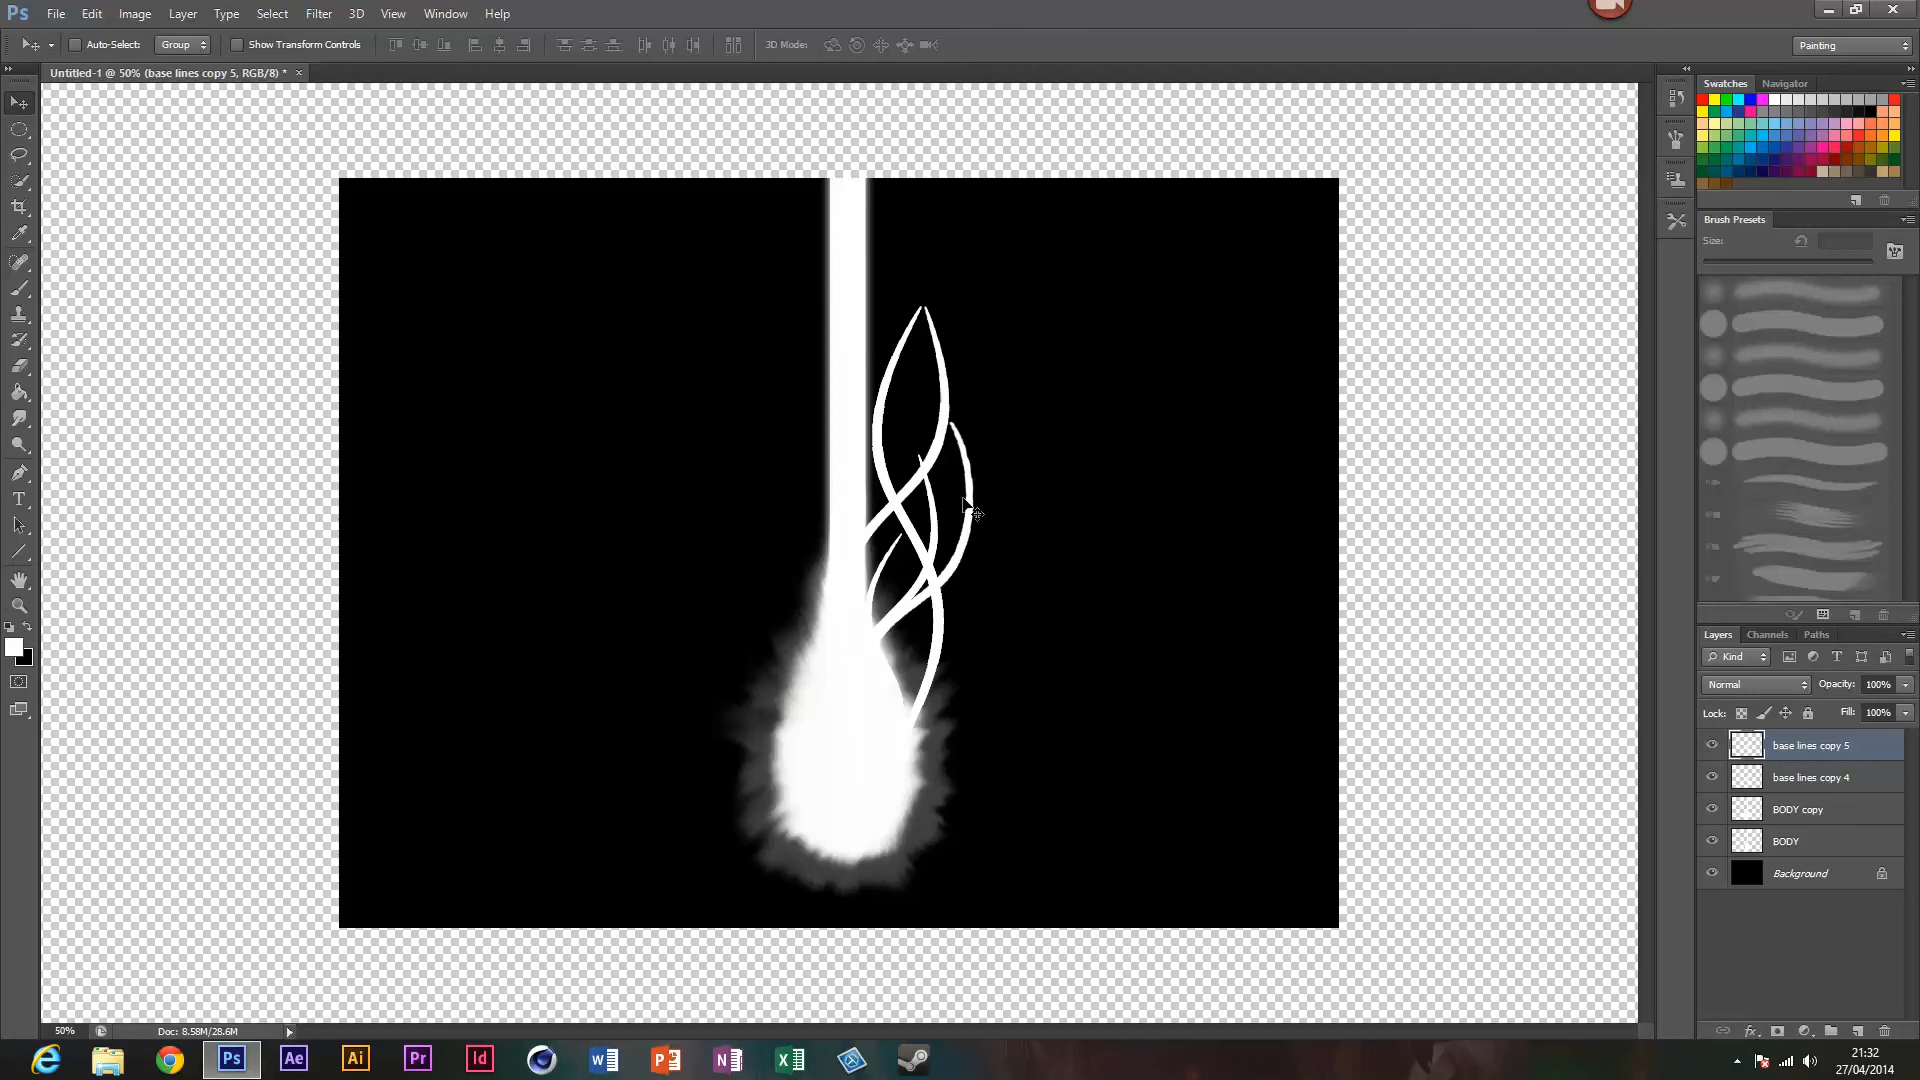 Ps File Edit Image Layer Type Select Filter 3D View Window Help
Auto-Select: Group Show Transform Controls 3D Mode: Painting
Untitled-1 @ 50% (base lines copy 5, RGB/8) * ×
Swatches Navigator
Brush Presets
Size:
T
Layers Channels Paths
Kind T
Normal Opacity: 100%
Lock: Fill: 100%
base lines copy 5
base lines copy 4
BODY copy
BODY
Background
50% Doc: 8.58M/28.6M
fx
Ps Ae Ai Pr Id
21:32
27/04/2014